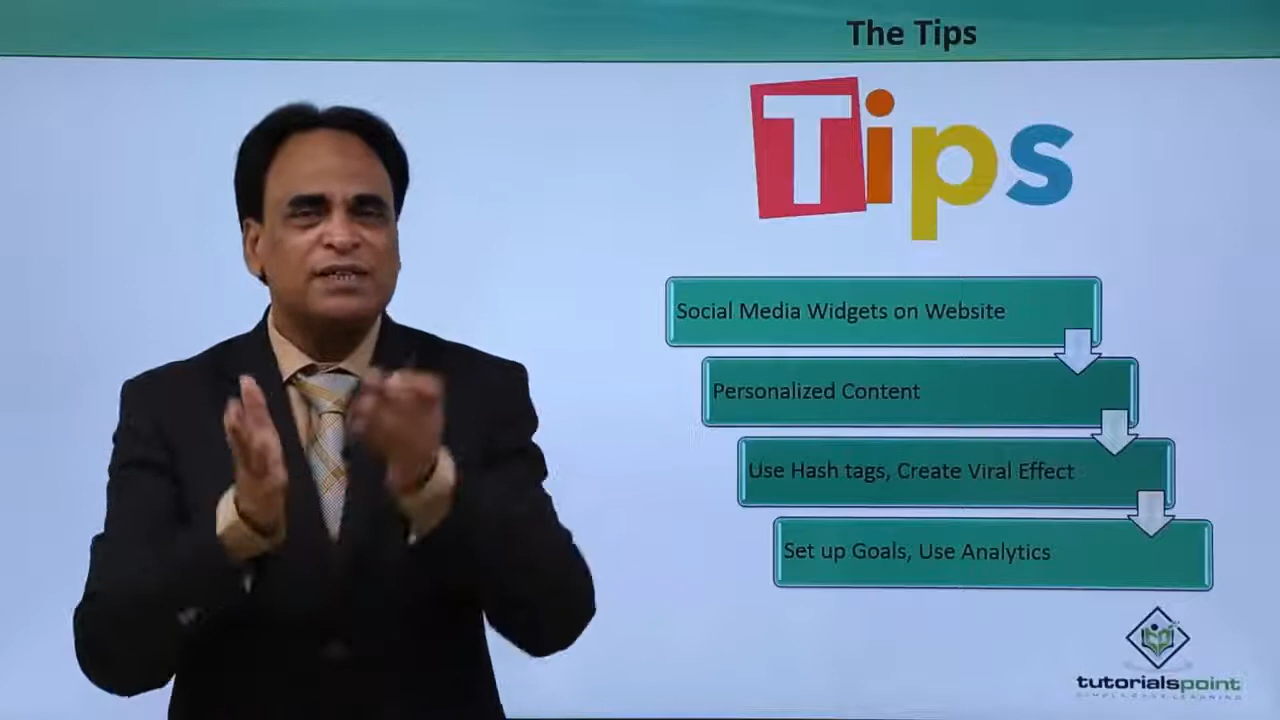 The Tips
Tips
Social Media Widgets on Website
Personalized Content
Use Hash tags, Create Viral Effect
Set up Goals, Use Analytics
tutorialspoint